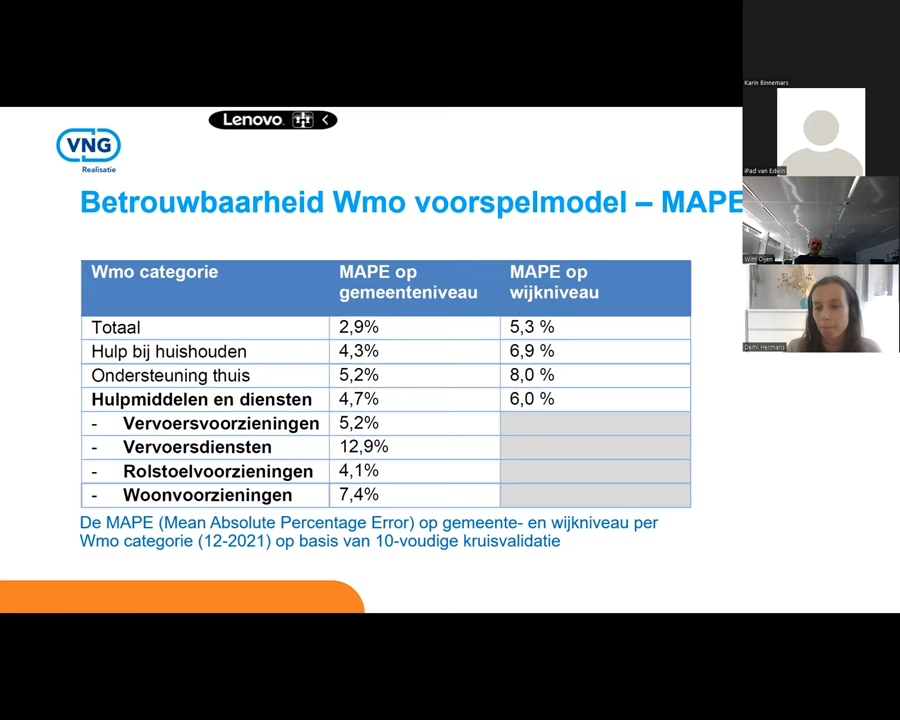 Karin Binnemars
Lenovo
VNG
Realisatie
iPad van Edwin
Betrouwbaarheid Wmo voorspelmodel – MAPE
Wim Oijen
Demi Hermans
Wmo categorie
MAPE op gemeenteniveau
MAPE op wijkniveau
Totaal 2,9% 5,3 %
Hulp bij huishouden 4,3% 6,9 %
Ondersteuning thuis 5,2% 8,0 %
Hulpmiddelen en diensten 4,7% 6,0 %
- Vervoersvoorzieningen 5,2%
- Vervoersdiensten 12,9%
- Rolstoelvoorzieningen 4,1%
- Woonvoorzieningen 7,4%
De MAPE (Mean Absolute Percentage Error) op gemeente- en wijkniveau per
Wmo categorie (12-2021) op basis van 10-voudige kruisvalidatie